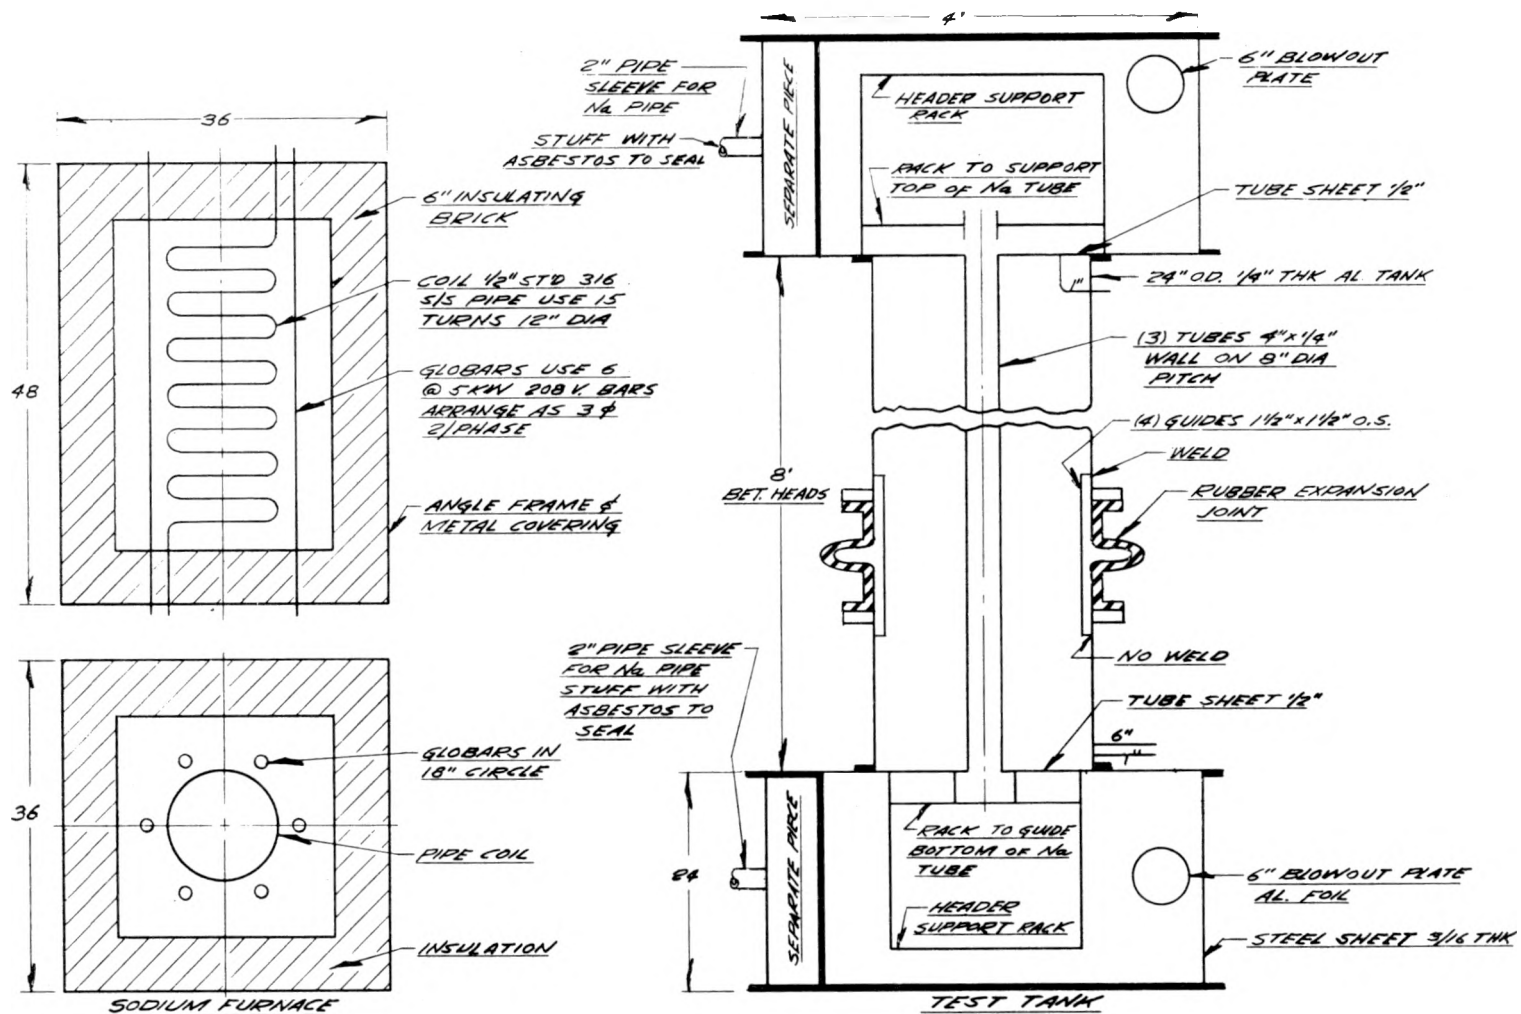 36
48
6" INSULATING
BRICK
COIL 1/2" STD 316
S/S PIPE USE 15
TURNS 12" DIA
GLOBARS USE 6
@ 5KW 208 V. BARS
ARRANGE AS 3 φ
2/PHASE
ANGLE FRAME &
METAL COVERING
36
GLOBARS IN
18" CIRCLE
PIPE COIL
INSULATION
SODIUM FURNACE
4'
2" PIPE
SLEEVE FOR
Na PIPE
STUFF WITH
ASBESTOS TO SEAL
SEPARATE PIECE
HEADER SUPPORT
RACK
6" BLOWOUT
PLATE
RACK TO SUPPORT
TOP OF Na TUBE
TUBE SHEET 1/2"
1"
24" O.D. 1/4" THK AL. TANK
(3) TUBES 4" x 1/4"
WALL ON 8" DIA
PITCH
(4) GUIDES 1 1/2" x 1 1/2" O.S.
WELD
8'
BET. HEADS
RUBBER EXPANSION
JOINT
NO WELD
2" PIPE SLEEVE
FOR Na PIPE
STUFF WITH
ASBESTOS TO
SEAL
TUBE SHEET 1/2"
6"
1"
24
SEPARATE PIECE
RACK TO GUIDE
BOTTOM OF Na
TUBE
HEADER
SUPPORT RACK
6" BLOWOUT PLATE
AL. FOIL
STEEL SHEET 3/16 THK
TEST TANK